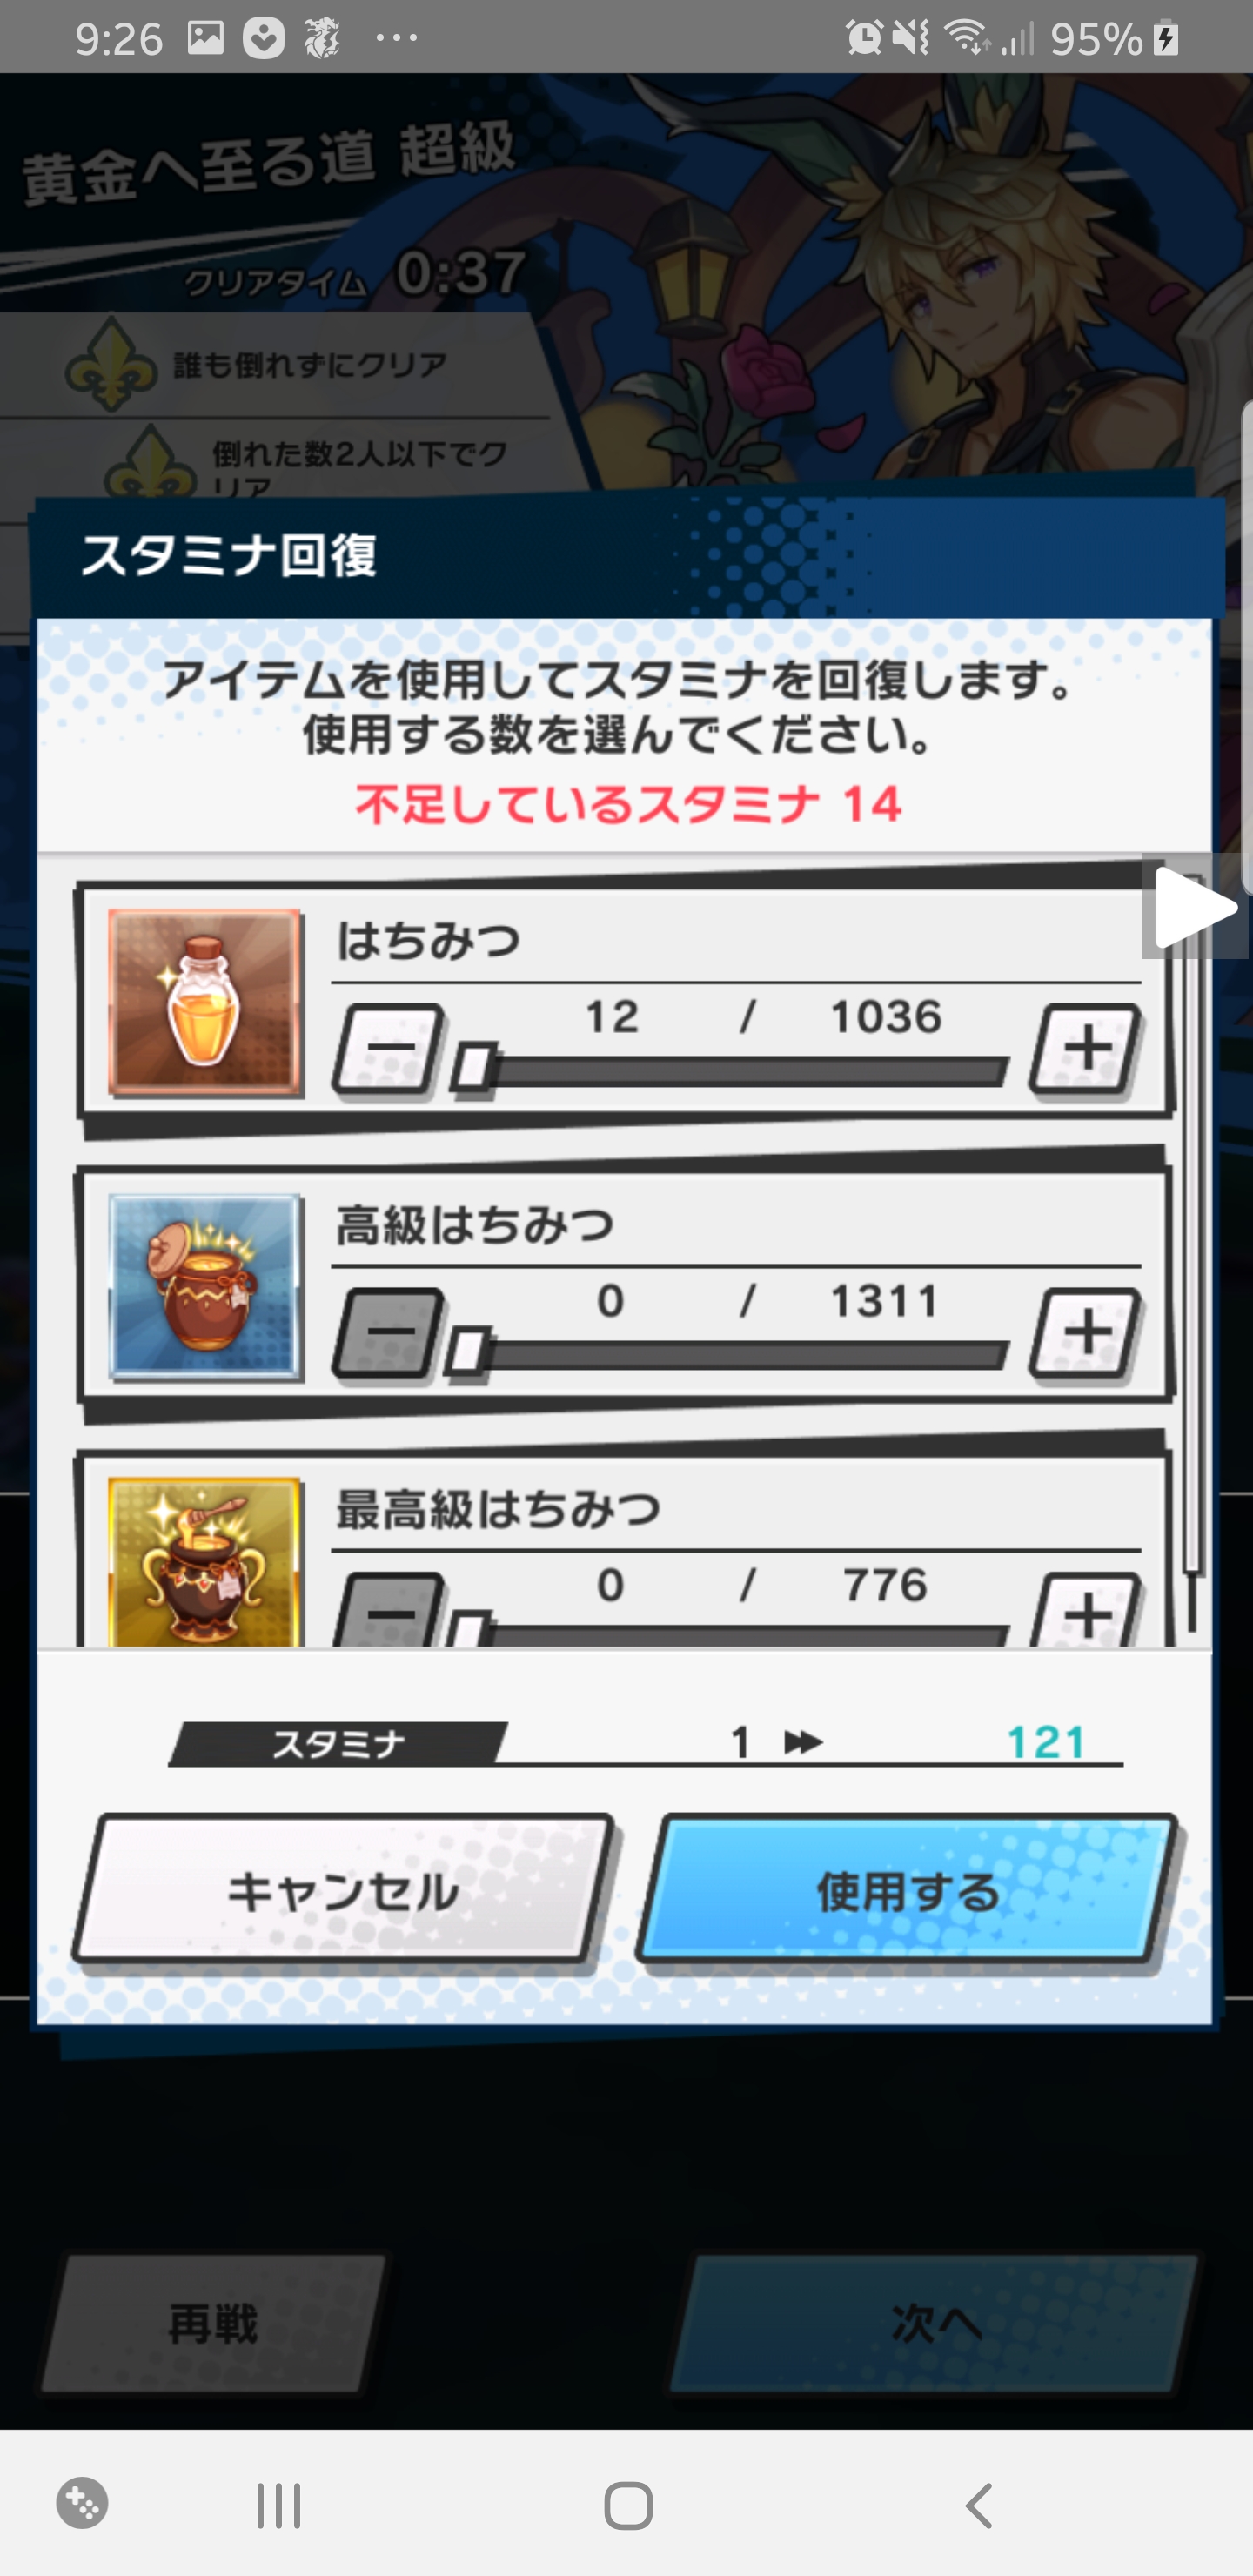 9:26
95%
黄金へ至る道 超級
クリアタイム 0:37
誰も倒れずにクリア
倒れた数2人以下でク
リア
スタミナ回復
アイテムを使用してスタミナを回復します。
使用する数を選んでください。
不足しているスタミナ 14
はちみつ
12 / 1036
高級はちみつ
0 / 1311
最高級はちみつ
0 / 776
スタミナ 1 121
キャンセル 使用する
再戦 次へ